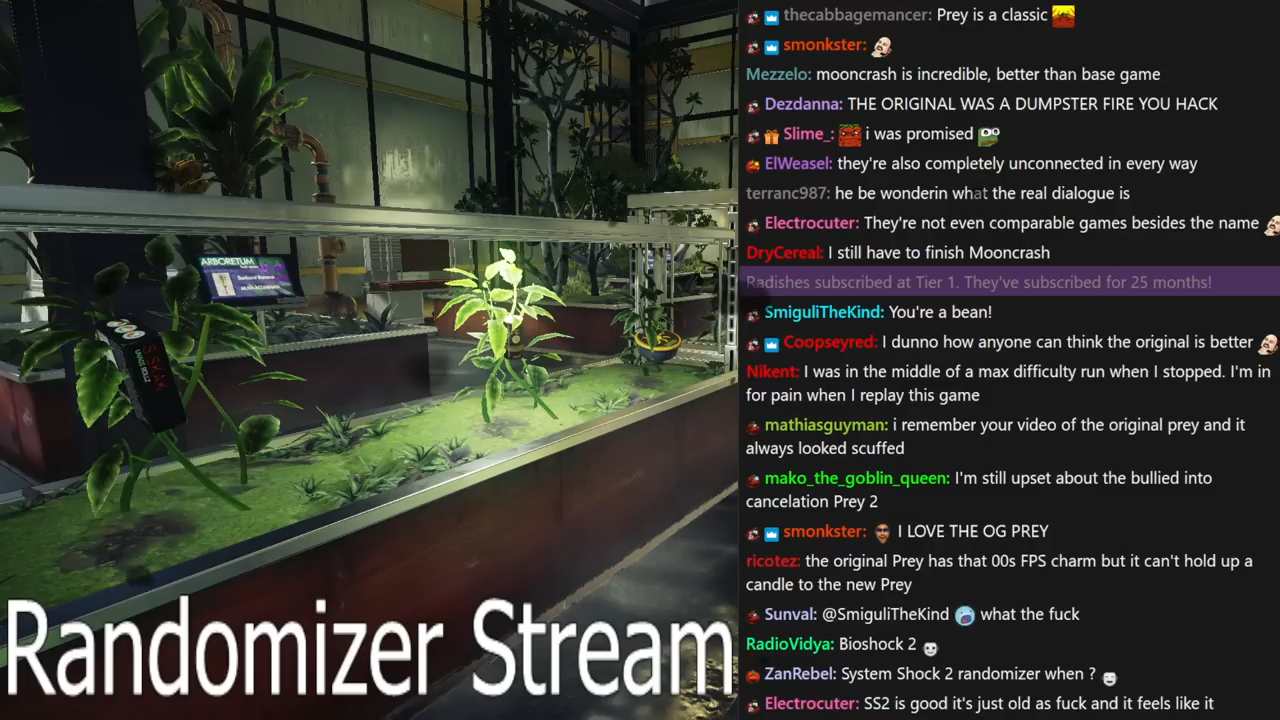 ARBORETUM
Randomizer Stream
thecabbagemancer: Prey is a classic
smonkster:
Mezzelo: mooncrash is incredible, better than base game
Dezdanna: THE ORIGINAL WAS A DUMPSTER FIRE YOU HACK
Slime_: i was promised
ElWeasel: they're also completely unconnected in every way
terranc987: he be wonderin what the real dialogue is
Electrocuter: They're not even comparable games besides the name
DryCereal: I still have to finish Mooncrash
Radishes subscribed at Tier 1. They've subscribed for 25 months!
SmiguliTheKind: You're a bean!
Coopseyred: I dunno how anyone can think the original is better
Nikent: I was in the middle of a max difficulty run when I stopped. I'm in
for pain when I replay this game
mathiasguyman: i remember your video of the original prey and it
always looked scuffed
mako_the_goblin_queen: I'm still upset about the bullied into
cancelation Prey 2
smonkster: I LOVE THE OG PREY
ricotez: the original Prey has that 00s FPS charm but it can't hold up a
candle to the new Prey
Sunval: @SmiguliTheKind what the fuck
RadioVidya: Bioshock 2
ZanRebel: System Shock 2 randomizer when ?
Electrocuter: SS2 is good it's just old as fuck and it feels like it